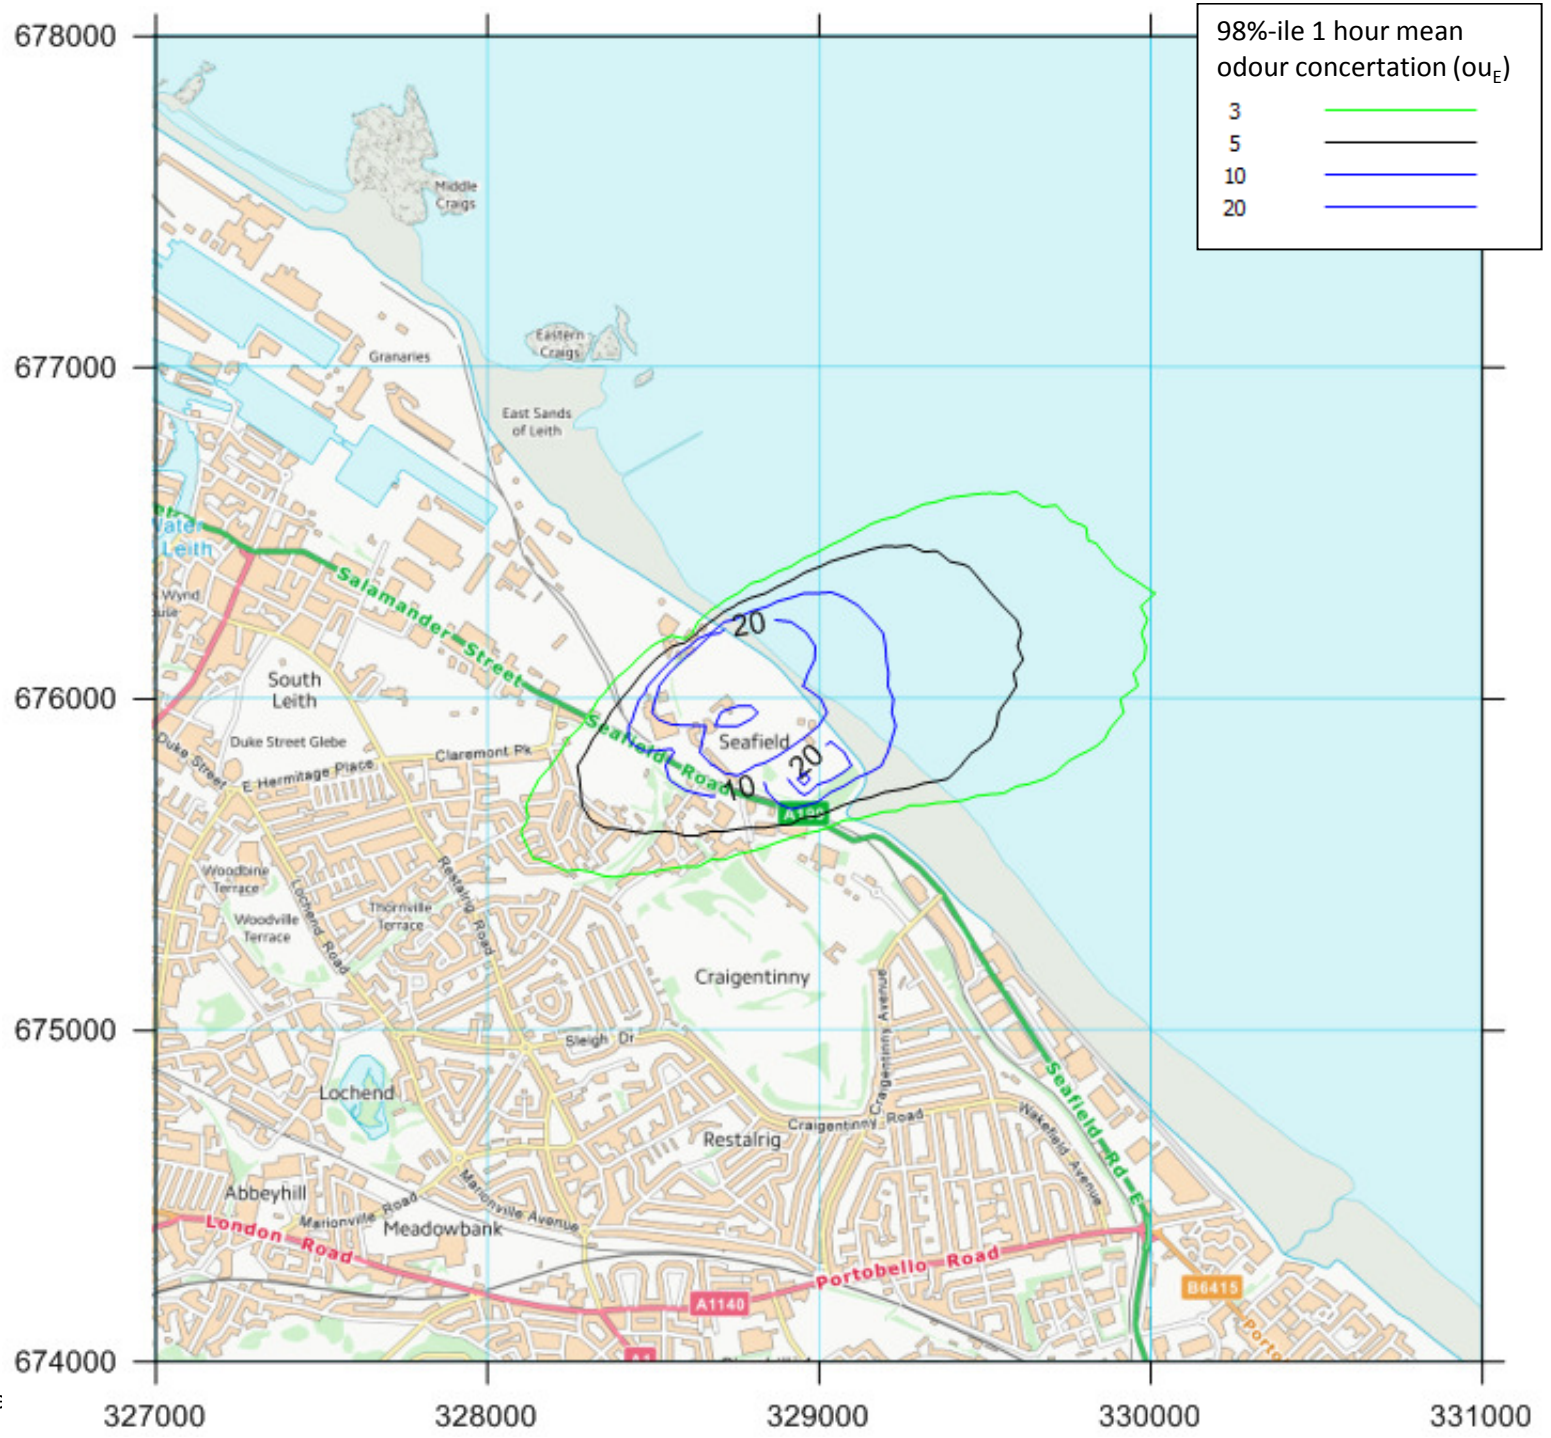 678000
677000
676000
675000
674000
327000
328000
329000
330000
331000
98%-ile 1 hour mean
odour concertation (ouE)
3
5
10
20
Middle
Craigs
Eastern
Craigs
Granaries
East Sands
of Leith
Water
Leith
Wynd
Salamander Street
South
Leith
Duke Street Glebe
Duke Street
E Hermitage Place
Claremont Pk
Seafield Road
Seafield
20
20
10
A199
Woodbine
Terrace
Woodville
Terrace
Lochend Road
Restalrig Road
Thornville
Terrace
Craigentinny
Craigentinny Avenue
Sleigh Dr
Lochend
Restalrig
Craigentinny Road
Wakefield Avenue
Seafield Rd E
Abbeyhill
Marionville Road
Marionville Avenue
Meadowbank
London Road
Portobello Road
A1140
A1
B6415
Porto